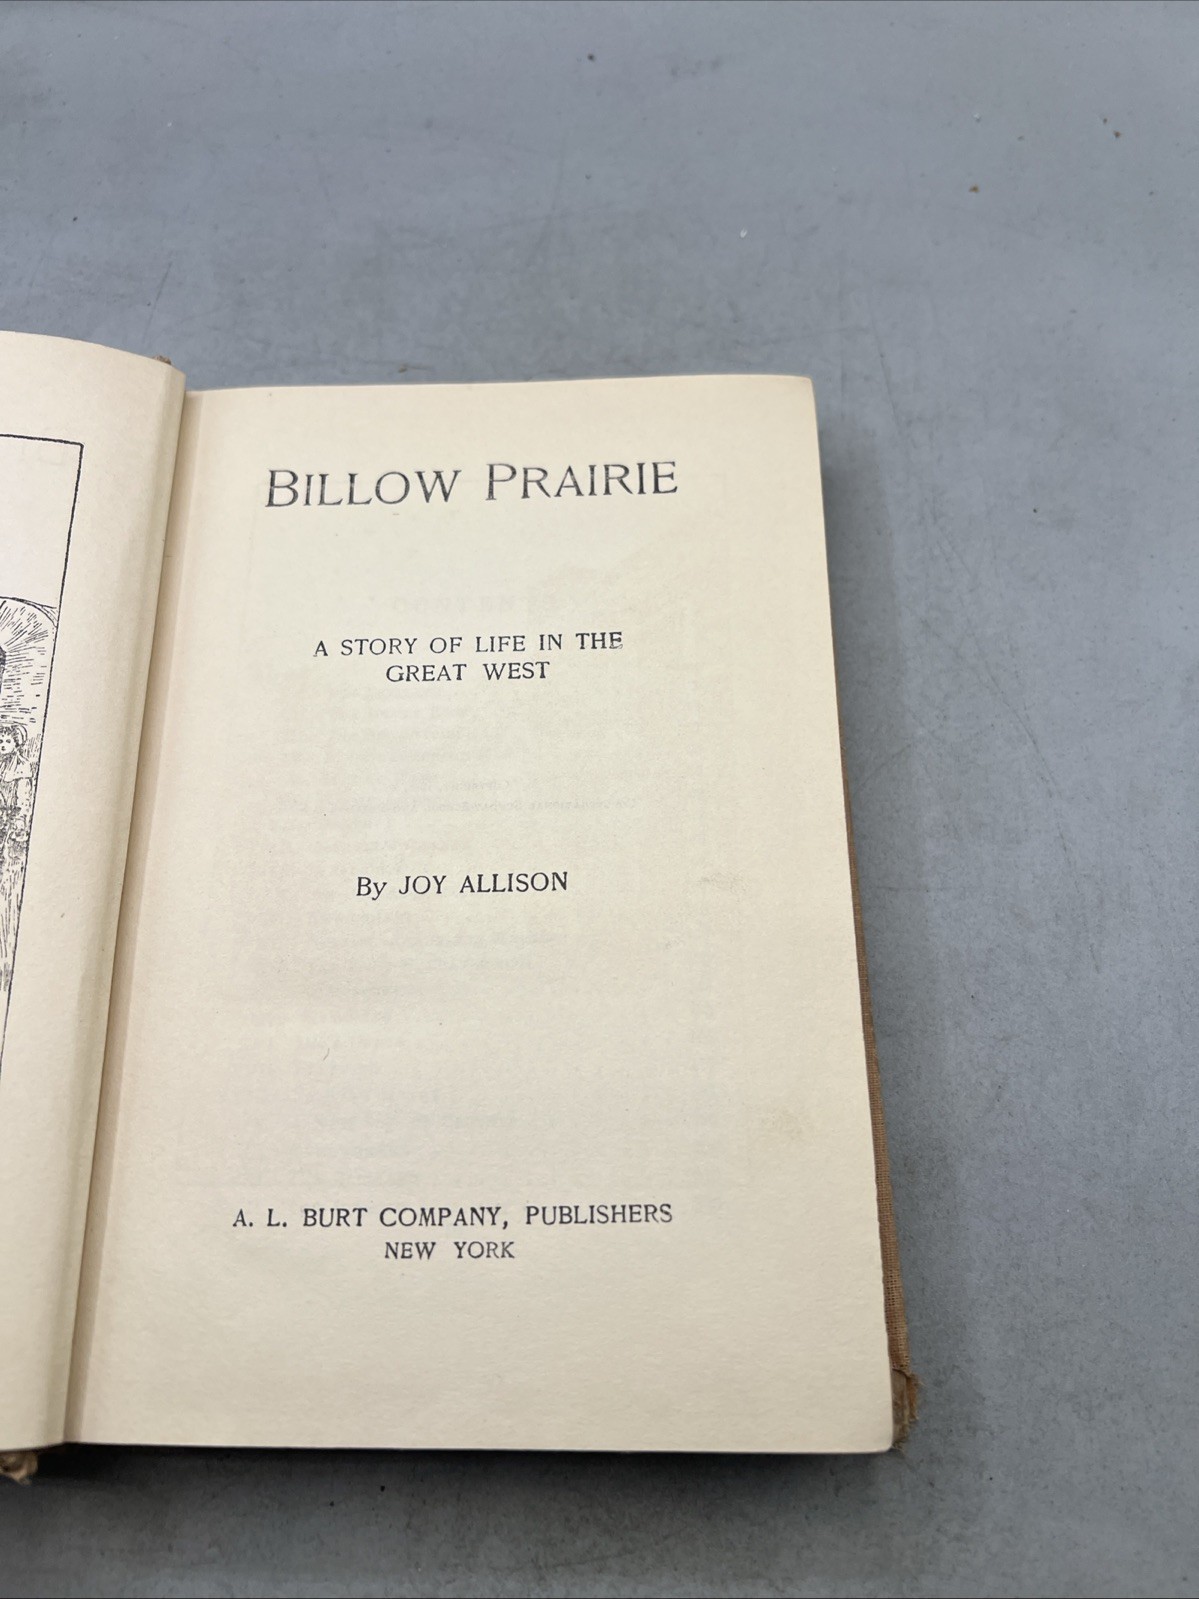 BILLOW PRAIRIE
A STORY OF LIFE IN THE
GREAT WEST
By JOY ALLISON
A. L. BURT COMPANY, PUBLISHERS
NEW YORK